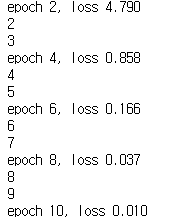 epoch 2, loss 4.790
2
3
epoch 4, loss 0.858
4
5
epoch 6, loss 0.166
6
7
epoch 8, loss 0.037
8
9
epoch 10, loss 0.010